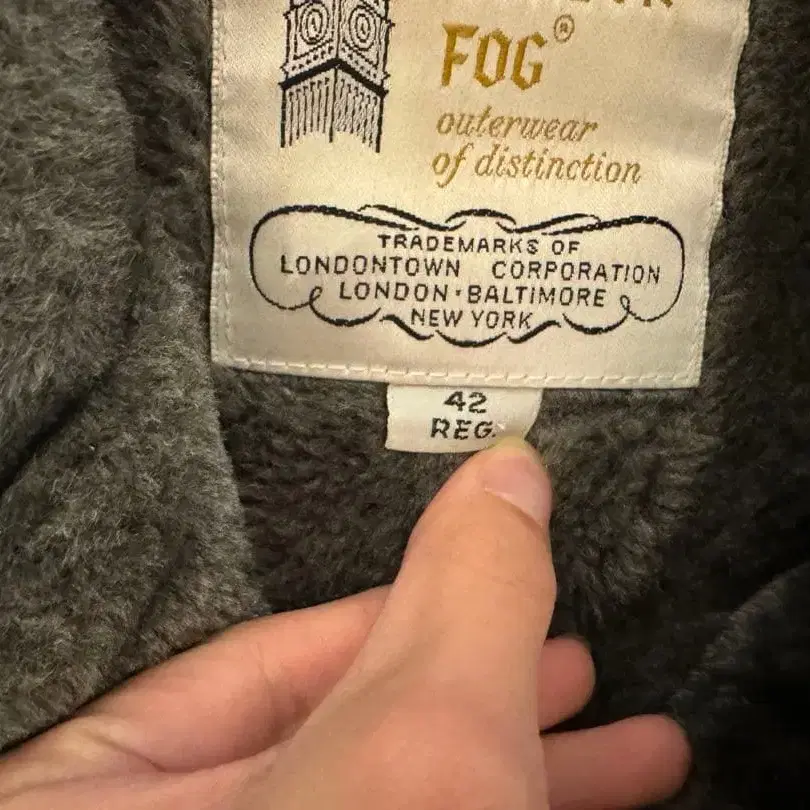 FOG®
outerwear
of distinction
TRADEMARKS OF
LONDONTOWN CORPORATION
LONDON·BALTIMORE
NEW YORK
42
REG.